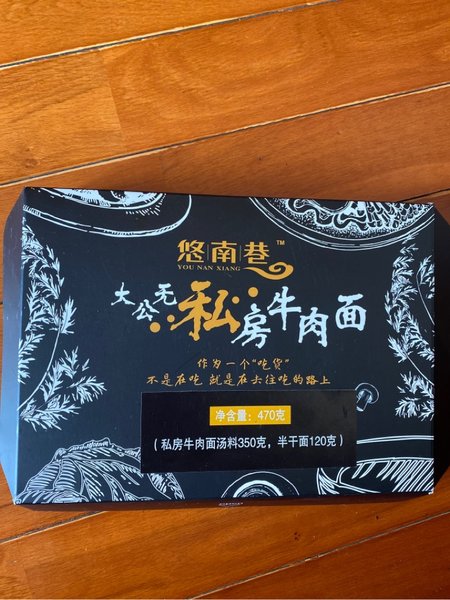 悠南巷™
YOU NAN XIANG
大公无私房牛肉面
作为一个"吃货"
不是在吃 就是在去往吃的路上
净含量：470克
（私房牛肉面汤料350克，半干面120克）